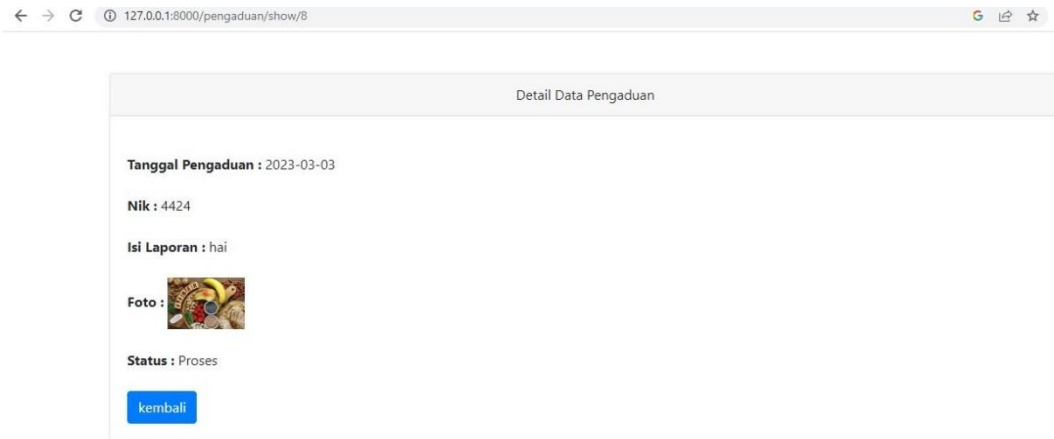 127.0.0.1:8000/pengaduan/show/8
Detail Data Pengaduan
Tanggal Pengaduan : 2023-03-03
Nik : 4424
Isi Laporan : hai
Foto :
Status : Proses
kembali